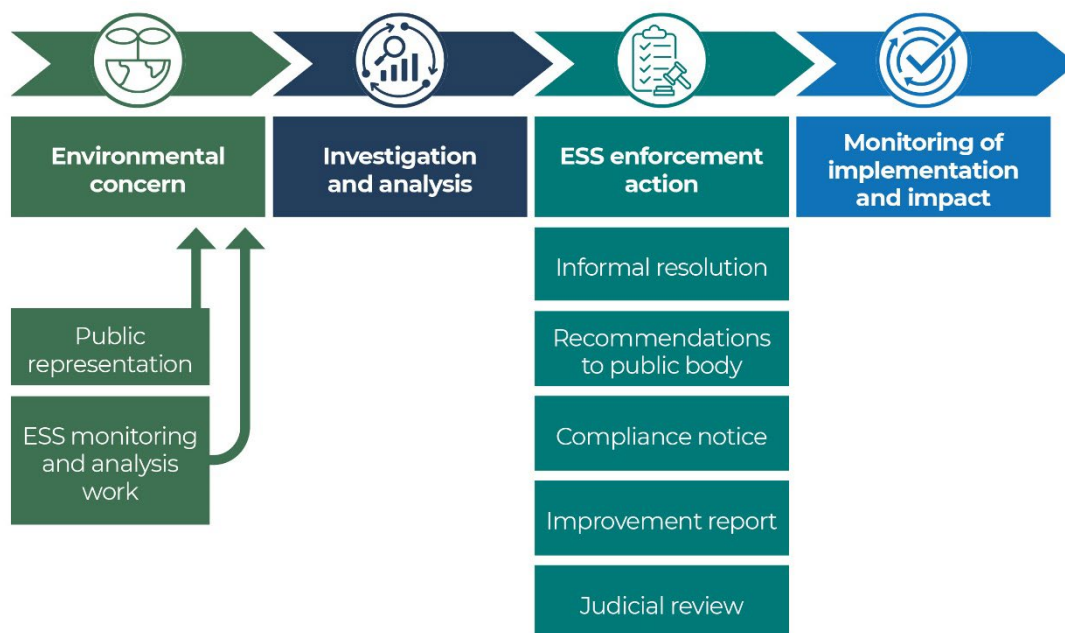 Environmental
concern
Investigation
and analysis
ESS enforcement
action
Monitoring of
implementation
and impact
Public
representation
ESS monitoring
and analysis
work
Informal resolution
Recommendations
to public body
Compliance notice
Improvement report
Judicial review